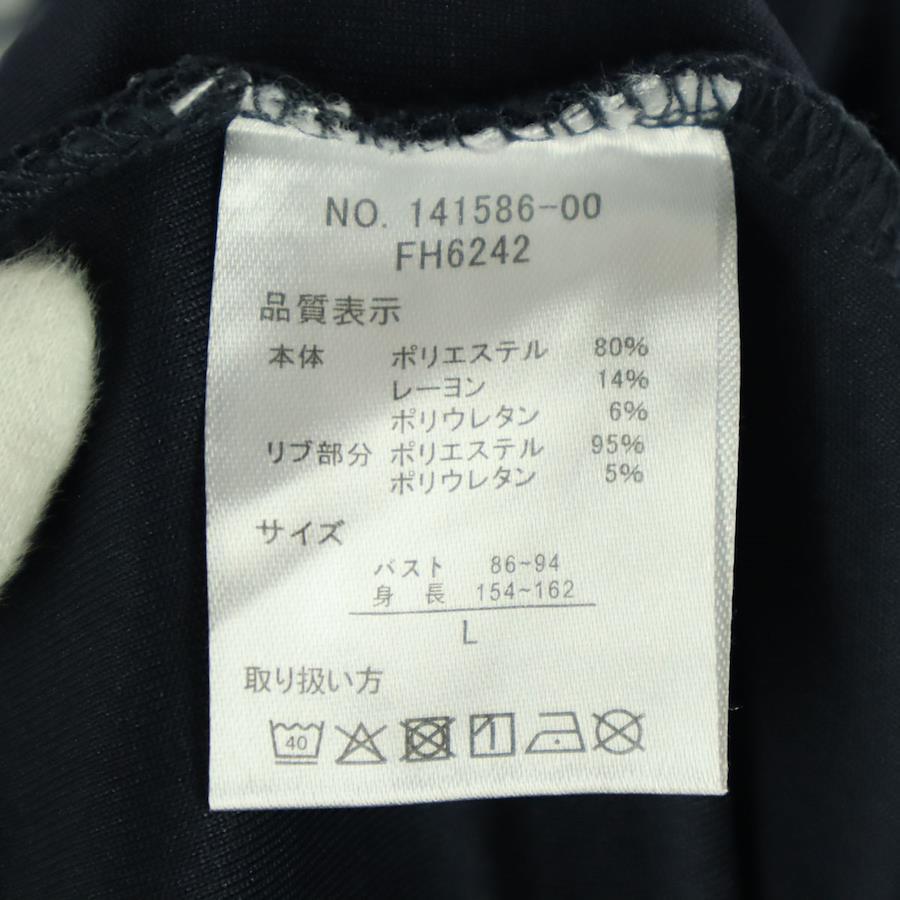 NO. 141586-00
FH6242
品質表示
本体 ポリエステル 80%
レーヨン 14%
ポリウレタン 6%
リブ部分 ポリエステル 95%
ポリウレタン 5%
サイズ
バスト 86~94
身長 154~162
L
取り扱い方
40